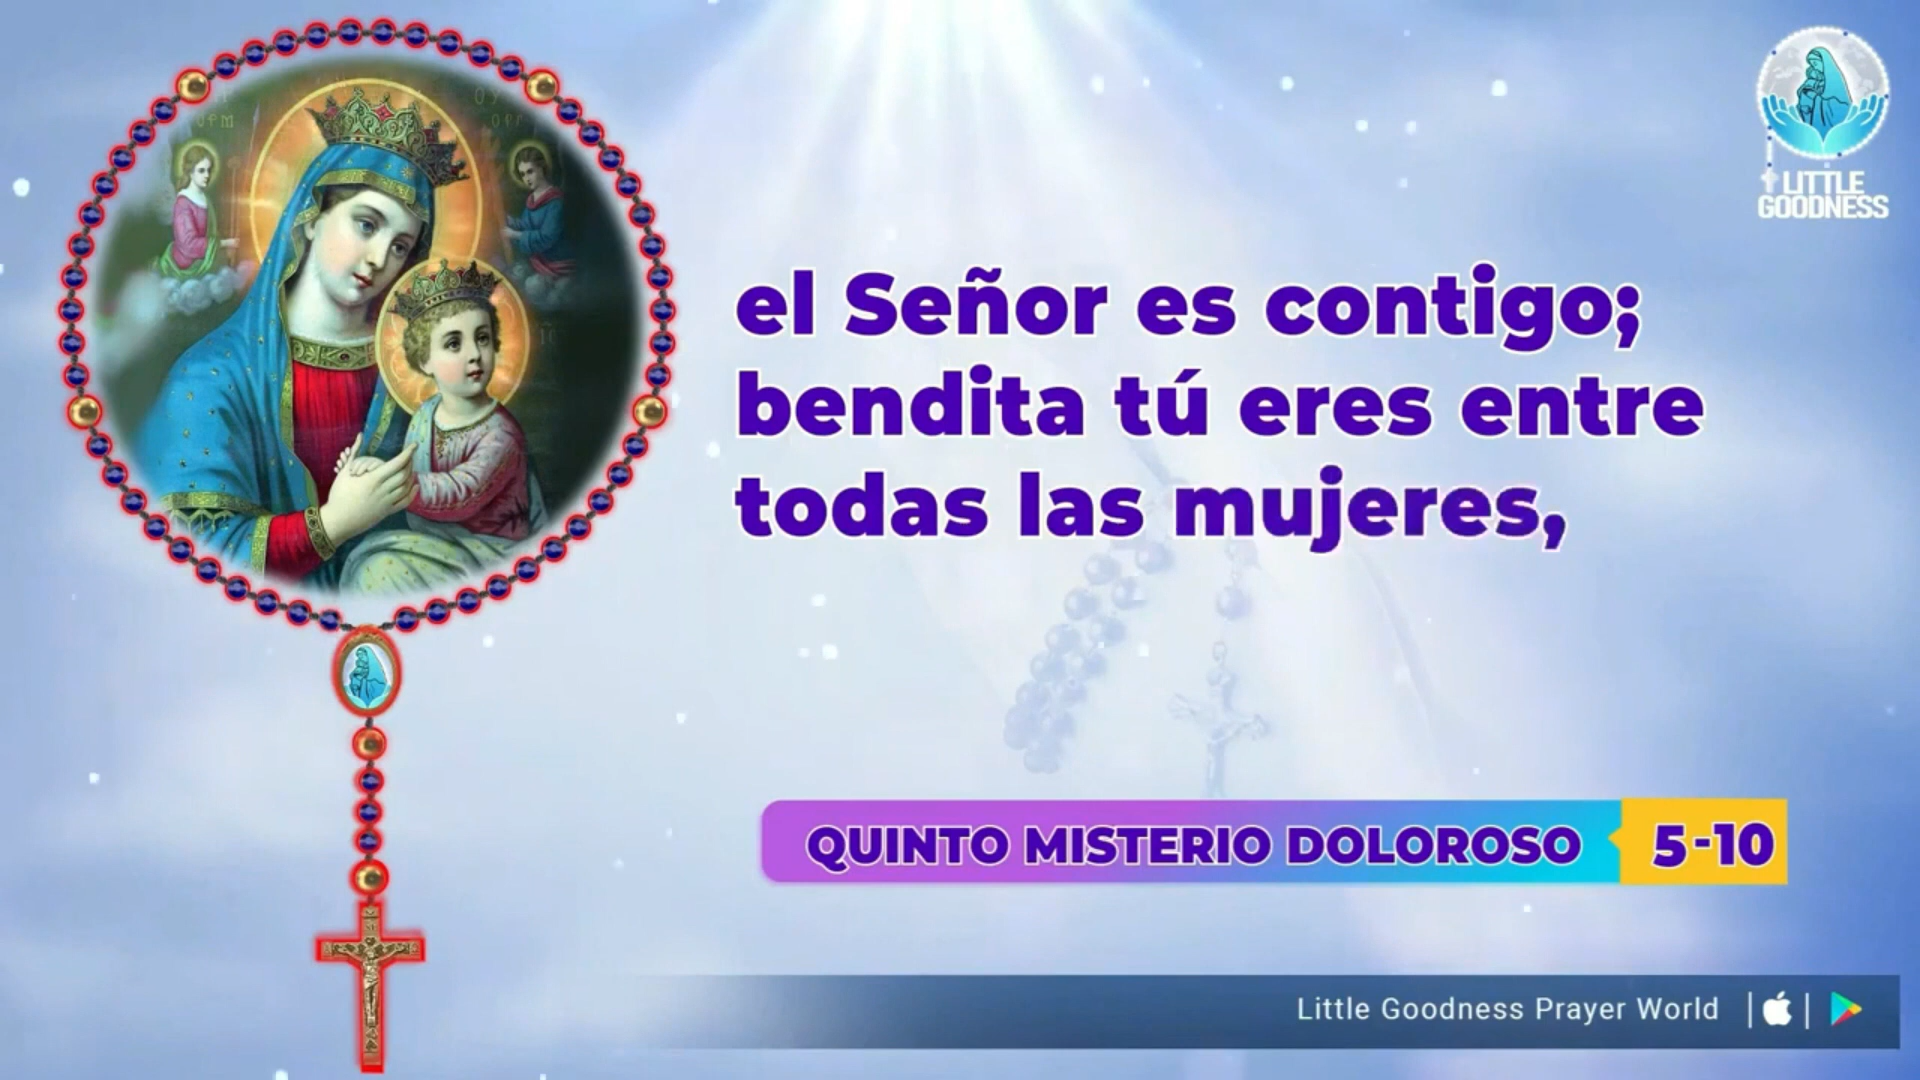 LITTLE
GOODNESS
el Señor es contigo;
bendita tú eres entre
todas las mujeres,
QUINTO MISTERIO DOLOROSO 5-10
Little Goodness Prayer World